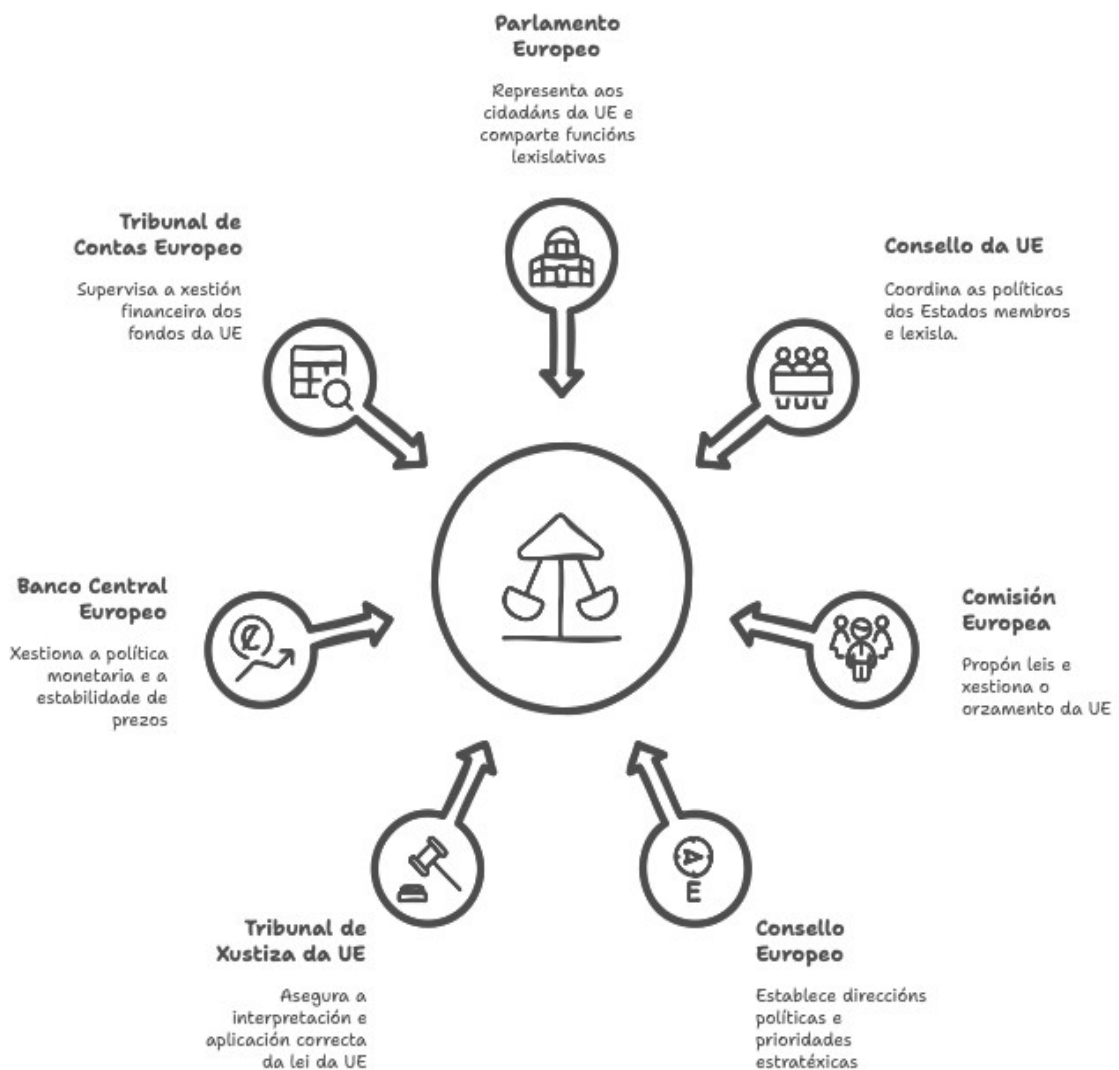 Parlamento
Europeo
Representa aos
cidadáns da UE e
comparte funcións
lexislativas
Tribunal de
Contas Europeo
Supervisa a xestión
financeira dos
fondos da UE
Consello da UE
Coordina as políticas
dos Estados membros
e lexisla.
Banco Central
Europeo
Xestiona a política
monetaria e a
estabilidade de
prezos
Comisión
Europea
Propón leis e
xestiona o
orzamento da UE
Tribunal de
Xustiza da UE
Asegura a
interpretación e
aplicación correcta
da lei da UE
E
Consello
Europeo
Establece direccións
políticas e
prioridades
estratéxicas